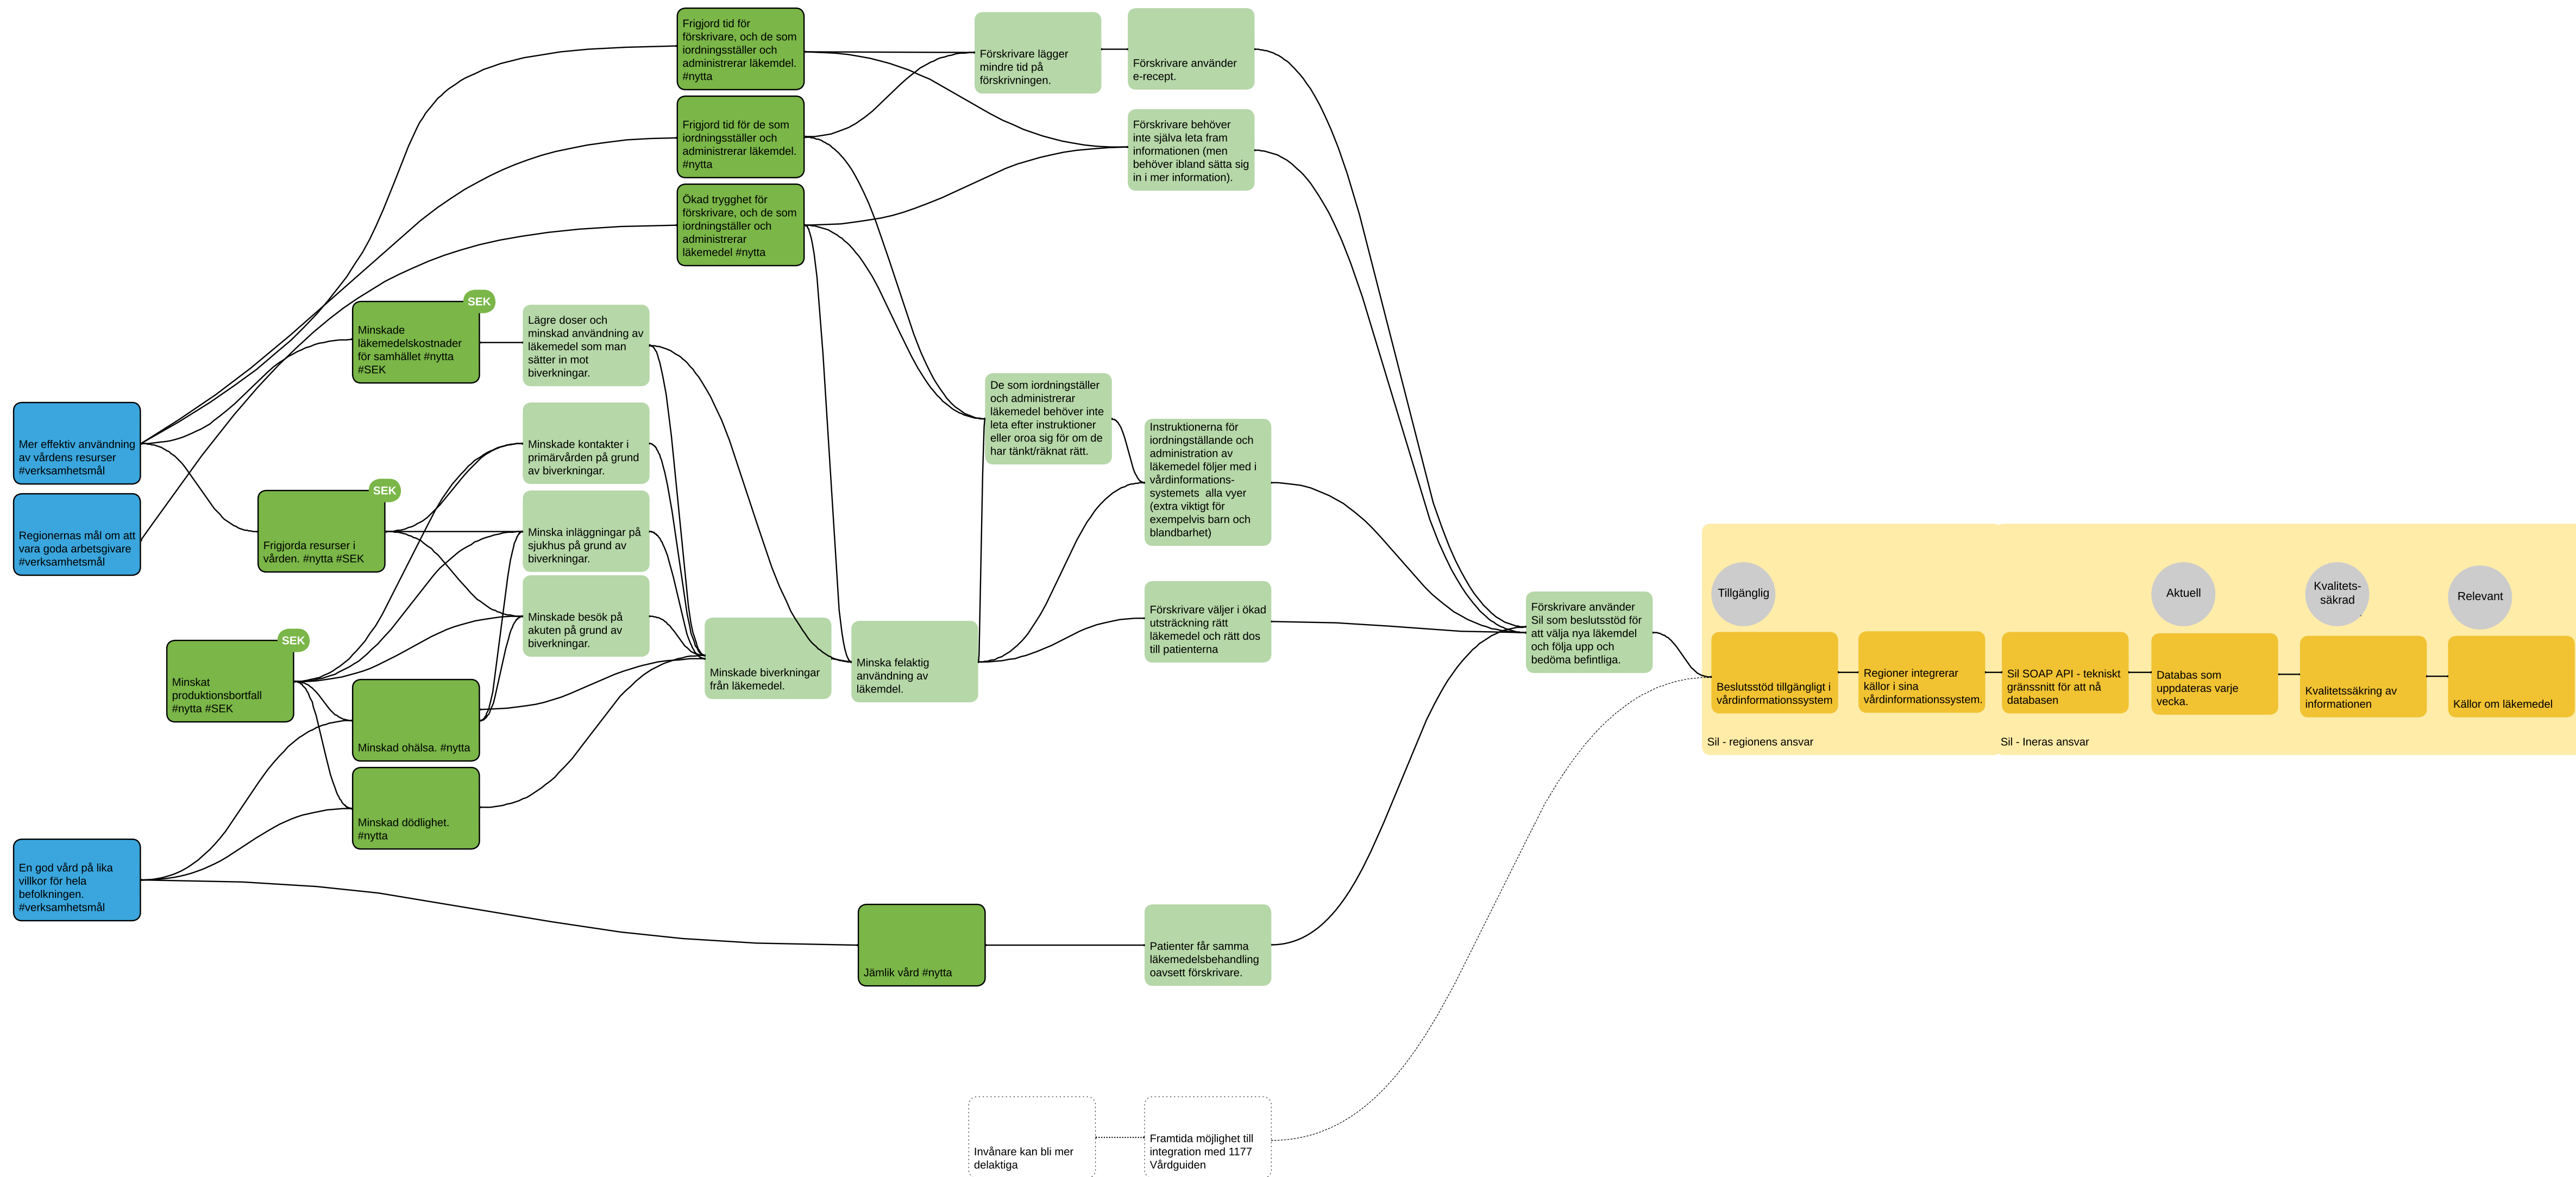 Frigjord tid för
förskrivare, och de som
iordningsställer och
administrerar läkemdel.
#nytta
Förskrivare lägger
mindre tid på
förskrivningen.
Förskrivare använder
e-recept.
Frigjord tid för de som
iordningsställer och
administrerar läkemdel.
#nytta
Förskrivare behöver
inte själva leta fram
informationen (men
behöver ibland sätta sig
in i mer information).
Ökad trygghet för
förskrivare, och de som
iordningtäller och
administrerar
läkemedel #nytta
SEK
Minskade
läkemedelskostnader
för samhället #nytta
#SEK
Lägre doser och
minskad användning av
läkemedel som man
sätter in mot
biverkningar.
De som iordningtäller
och administrerar
läkemedel behöver inte
leta efter instruktioner
eller oroa sig för om de
har tänkt/räknat rätt.
Mer effektiv användning
av vårdens resurser
#verksamhetsmål
Minskade kontakter i
primärvården på grund
av biverkningar.
Instruktionerna för
iordningställande och
administration av
läkemedel följer med i
vårdinformations-
systemets  alla vyer
(extra viktigt för
exempelvis barn och
blandbarhet)
Regionernas mål om att
vara goda arbetsgivare
#verksamhetsmål
SEK
Frigjorda resurser i
vården. #nytta #SEK
Minska inläggningar på
sjukhus på grund av
biverkningar.
Minskade besök på
akuten på grund av
biverkningar.
SEK
Minskat
produktionsbortfall
#nytta #SEK
Minskade biverkningar
från läkemedel.
Minska felaktig
användning av
läkemdel.
Förskrivare väljer i ökad
utsträckning rätt
läkemedel och rätt dos
till patienterna
Förskrivare använder
Sil som beslutsstöd för
att välja nya läkemdel
och följa upp och
bedöma befintliga.
Tillgänglig
Aktuell
Kvalitets-
säkrad
Relevant
Beslutsstöd tillgängligt i
vårdinformationssystem
Regioner integrerar
källor i sina
vårdinformationssystem.
Sil SOAP API - tekniskt
gränssnitt för att nå
databasen
Databas som
uppdateras varje
vecka.
Kvalitetssäkring av
informationen
Källor om läkemedel
Sil - regionens ansvar
Sil - Ineras ansvar
Minskad ohälsa. #nytta
Minskad dödlighet.
#nytta
En god vård på lika
villkor för hela
befolkningen.
#verksamhetsmål
Jämlik vård #nytta
Patienter får samma
läkemedelsbehandling
oavsett förskrivare.
Invånare kan bli mer
delaktiga
Framtida möjlighet till
integration med 1177
Vårdguiden